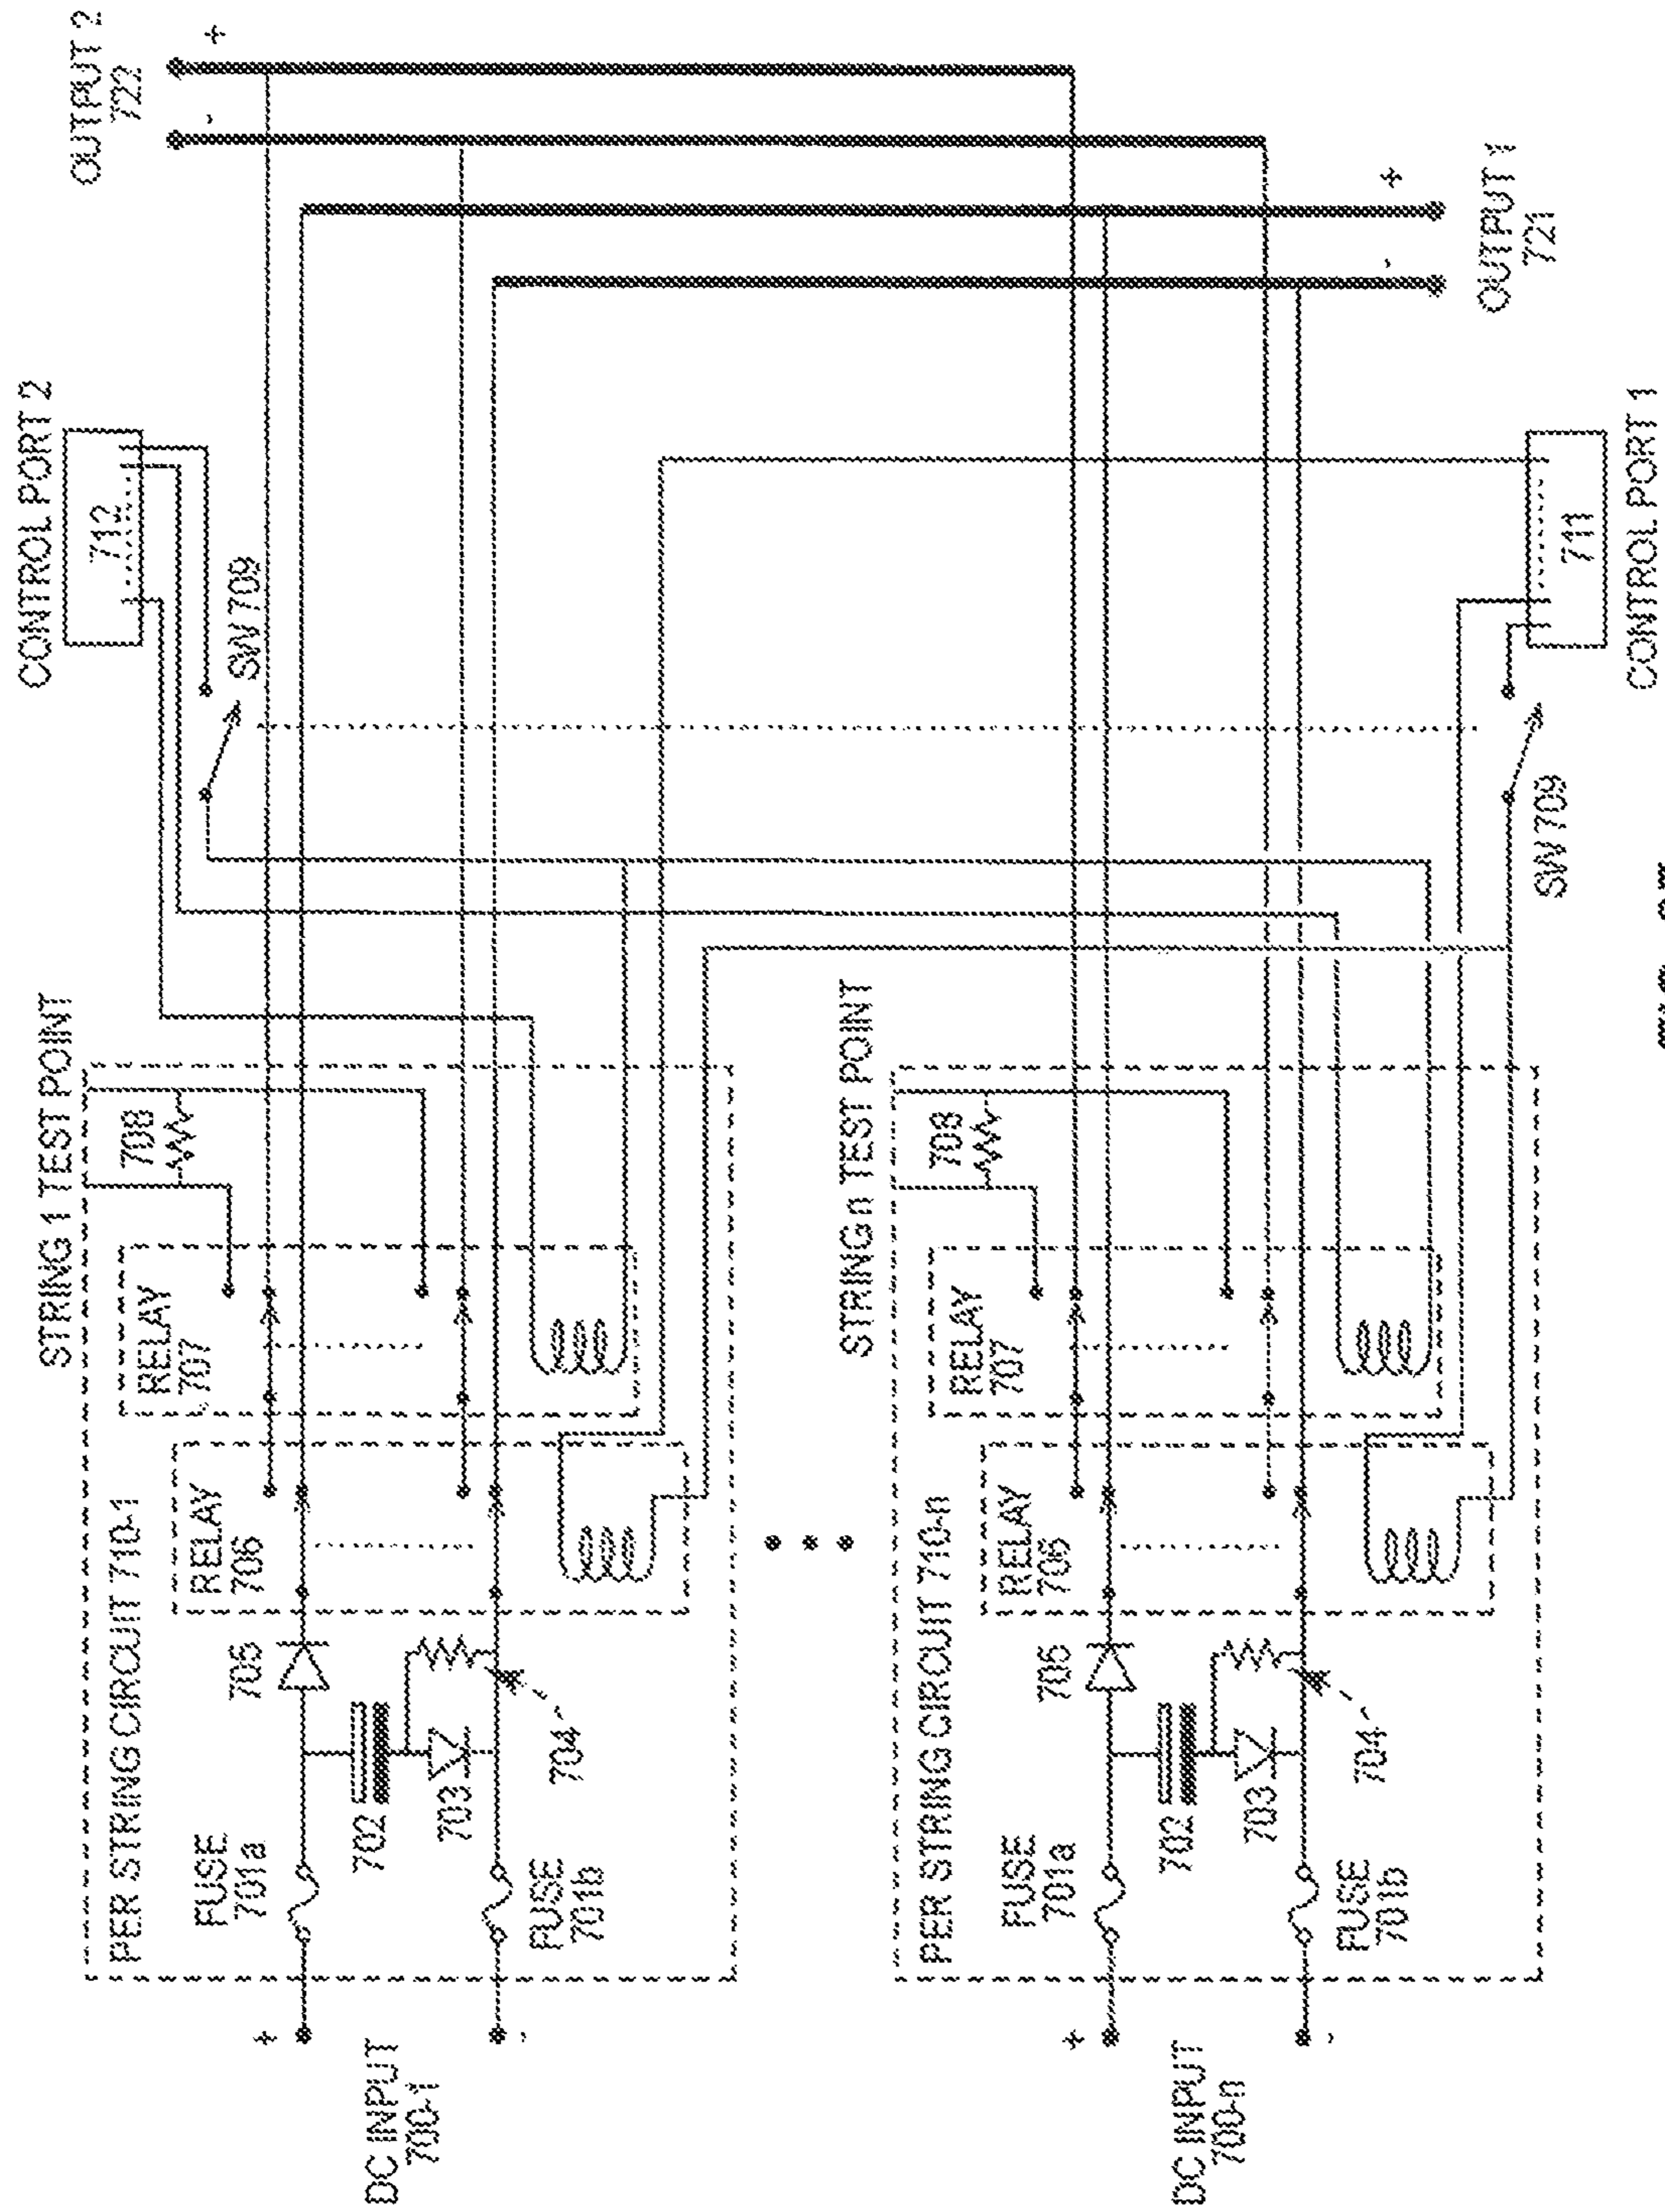 OUTPUT 2
722
+
-
CONTROL PORT 2
712
SW 709
STRING 1 TEST POINT
708
RELAY
707
PER STRING CIRCUIT 710-1
RELAY
706
705
704
703
702
FUSE
701a
FUSE
701b
+
-
DC INPUT
700-1
OUTPUT 1
721
+
-
CONTROL PORT 1
711
SW 709
STRING n TEST POINT
708
RELAY
707
PER STRING CIRCUIT 710-n
RELAY
706
705
704
703
702
FUSE
701a
FUSE
701b
+
-
DC INPUT
700-n